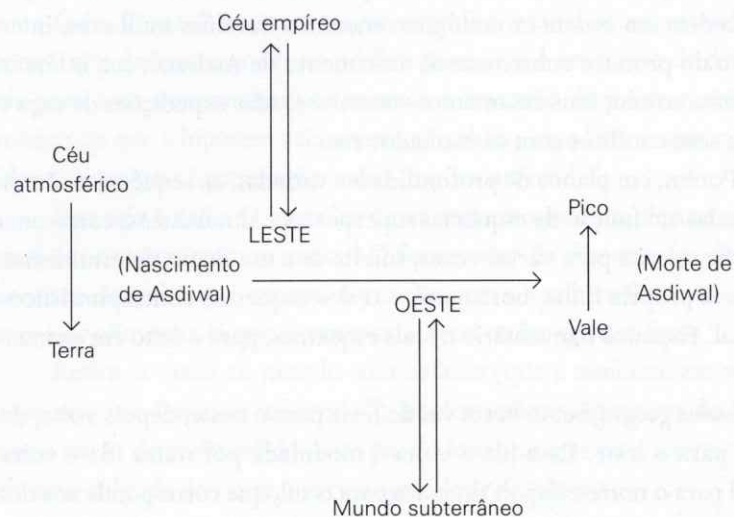 Céu empíreo
Céu
atmosférico
Pico
LESTE
(Nascimento
de Asdiwal)
(Morte de
Asdiwal)
OESTE
Vale
Terra
Mundo subterrâneo